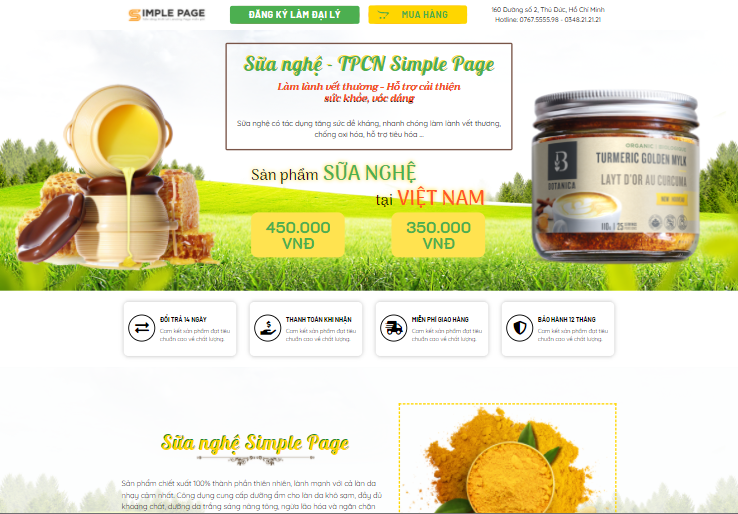 SIMPLE PAGE
ĐĂNG KÝ LÀM ĐẠI LÝ
MUA HÀNG
160 Đường số 2, Thủ Đức, Hồ Chí Minh
Hotline: 0767.5555.98 - 0348.21.21.21
Sữa nghệ - TPCN Simple Page
Làm lành vết thương - Hỗ trợ cải thiện
sức khỏe, vóc dáng
Sữa nghệ có tác dụng tăng sức đề kháng, nhanh chóng làm lành vết thương,
chống oxi hóa, hỗ trợ tiêu hóa ...
Sản phẩm SỮA NGHỆ
tại VIỆT NAM
450.000
VNĐ
350.000
VNĐ
ORGANIC • BIOLOGIQUE
TURMERIC GOLDEN MYLK
LAYT D'OR AU CURCUMA
B
BOTANICA
110g | 25
ĐỔI TRẢ 14 NGÀY
Cam kết sản phẩm đạt tiêu
chuẩn cao về chất lượng.
THANH TOÁN KHI NHẬN
Cam kết sản phẩm đạt tiêu
chuẩn cao về chất lượng.
MIỄN PHÍ GIAO HÀNG
Cam kết sản phẩm đạt tiêu
chuẩn cao về chất lượng.
BẢO HÀNH 12 THÁNG
Cam kết sản phẩm đạt tiêu
chuẩn cao về chất lượng.
Sữa nghệ Simple Page
Sản phẩm chiết xuất 100% thành phần thiên nhiên, lành mạnh với cả làn da
nhạy cảm nhất. Công dụng cung cấp dưỡng ẩm cho làn da khô sạm, đầy đủ
khoáng chất, dưỡng da trắng sáng nâng tông, ngừa lão hóa và ngăn chặn